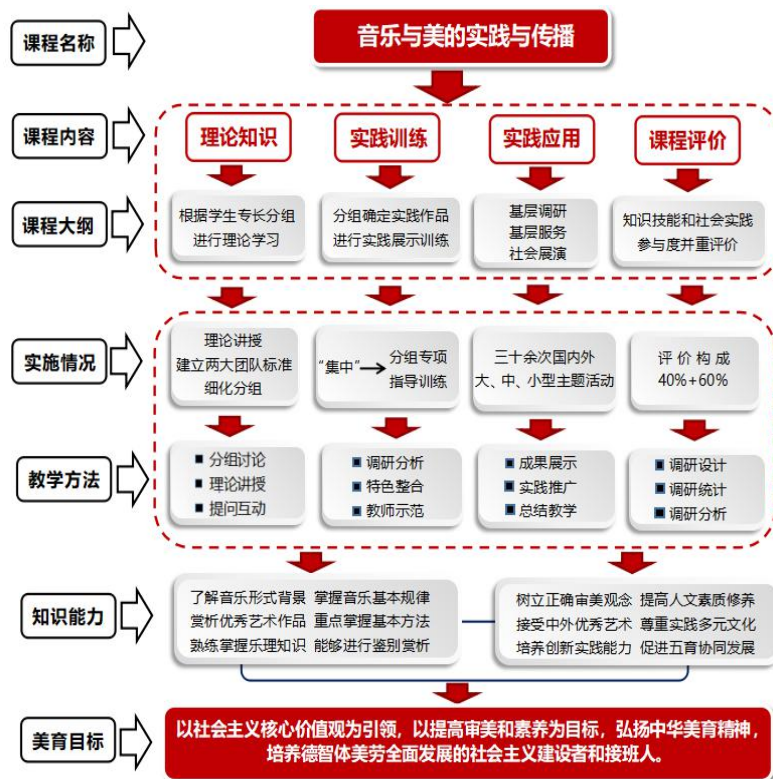 课程名称
音乐与美的实践与传播
课程内容
理论知识
实践训练
实践应用
课程评价
课程大纲
根据学生专长分组
进行理论学习
分组确定实践作品
进行实践展示训练
基层调研
基层服务
社会展演
知识技能和社会实践
参与度并重评价
实施情况
理论讲授
建立两大团队标准
细化分组
“集中”
分组专项
指导训练
三十余次国内外
大、中、小型主题活动
评价构成
40%+60%
教学方法
分组讨论
理论讲授
提问互动
调研分析
特色整合
教师示范
成果展示
实践推广
总结教学
调研设计
调研统计
调研分析
知识能力
了解音乐形式背景 掌握音乐基本规律
赏析优秀艺术作品 重点掌握基本方法
熟练掌握乐理知识 能够进行鉴别赏析
树立正确审美观念 提高人文素质修养
接受中外优秀艺术 尊重实践多元文化
培养创新实践能力 促进五育协同发展
美育目标
以社会主义核心价值观为引领，以提高审美和素养为目标，弘扬中华美育精神，
培养德智体美劳全面发展的社会主义建设者和接班人。